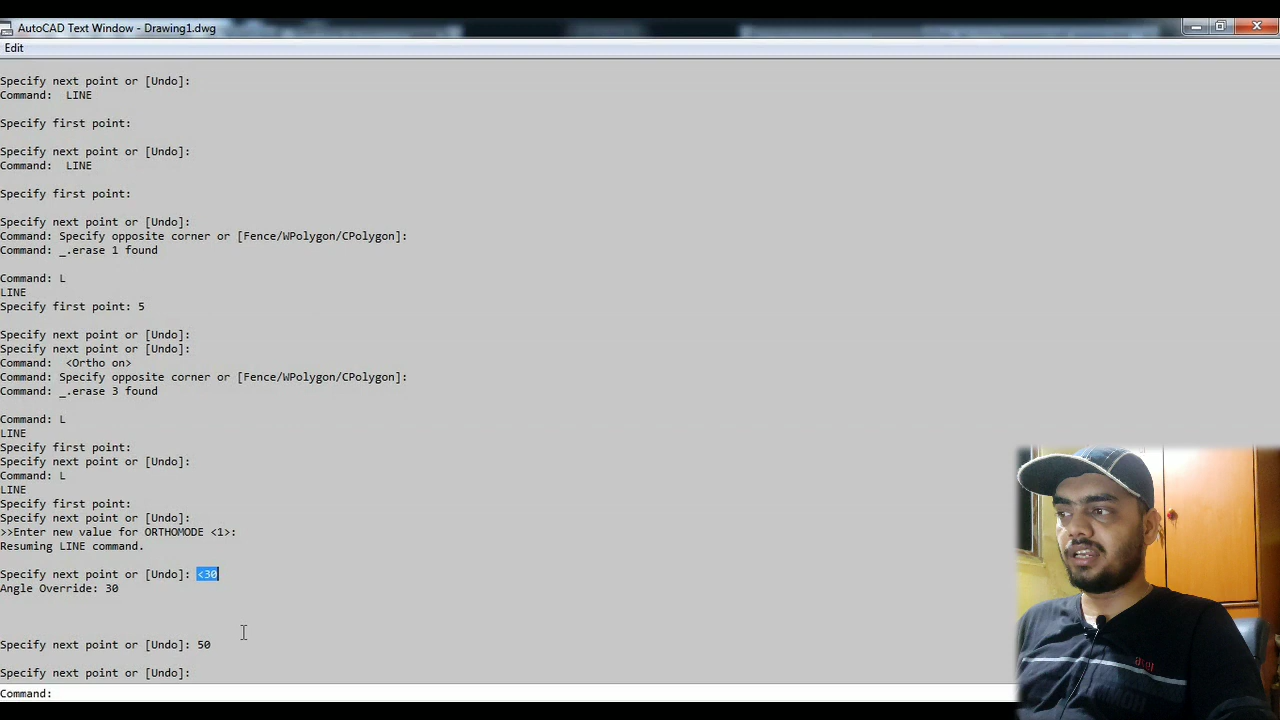 AutoCAD Text Window - Drawing1.dwg
Edit
Specify next point or [Undo]:
Command:  LINE
Specify first point:
Specify next point or [Undo]:
Command:  LINE
Specify first point:
Specify next point or [Undo]:
Command: Specify opposite corner or [Fence/WPolygon/CPolygon]:
Command: _.erase 1 found
Command: L
LINE
Specify first point: 5
Specify next point or [Undo]:
Specify next point or [Undo]:
Command:  <Ortho on>
Command: Specify opposite corner or [Fence/WPolygon/CPolygon]:
Command: _.erase 3 found
Command: L
LINE
Specify first point:
Specify next point or [Undo]:
Command: L
LINE
Specify first point:
Specify next point or [Undo]:
>>Enter new value for ORTHOMODE <1>:
Resuming LINE command.
Specify next point or [Undo]: <30
Angle Override: 30
Specify next point or [Undo]: 50
Specify next point or [Undo]:
Command: